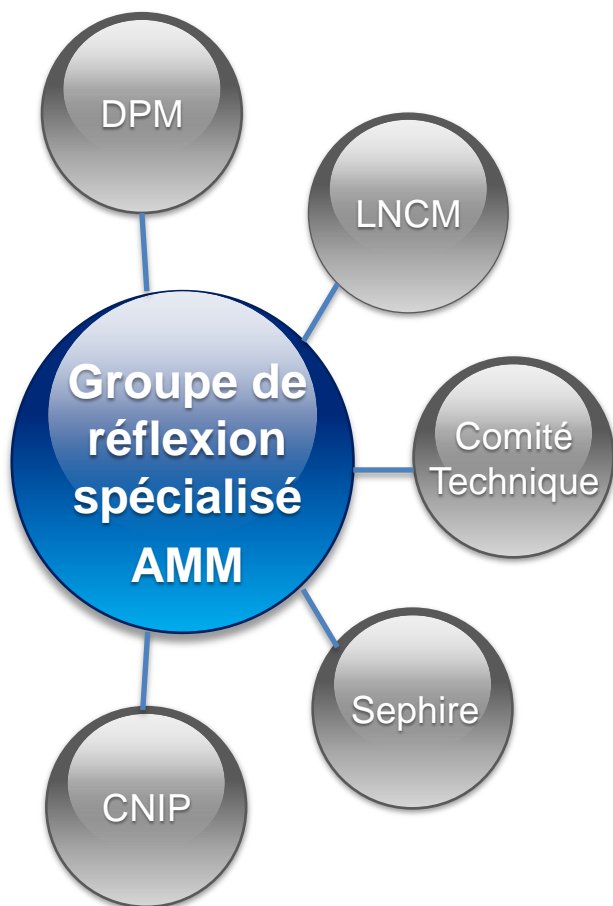 DPM
LNCM
Groupe de
réflexion
spécialisé
AMM
Comité
Technique
Sephire
CNIP